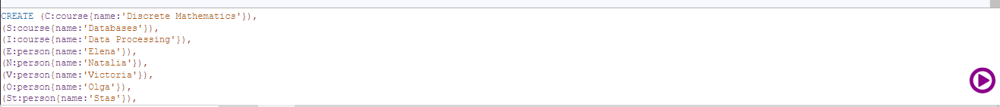 CREATE (C:course{name:'Discrete Mathematics'}),
(S:course{name:'Databases'}),
(I:course{name:'Data Processing'}),
(E:person{name:'Elena'}),
(N:person{name:'Natalia'}),
(V:person{name:'Victoria'}),
(O:person{name:'Olga'}),
(St:person{name:'Stas'}),